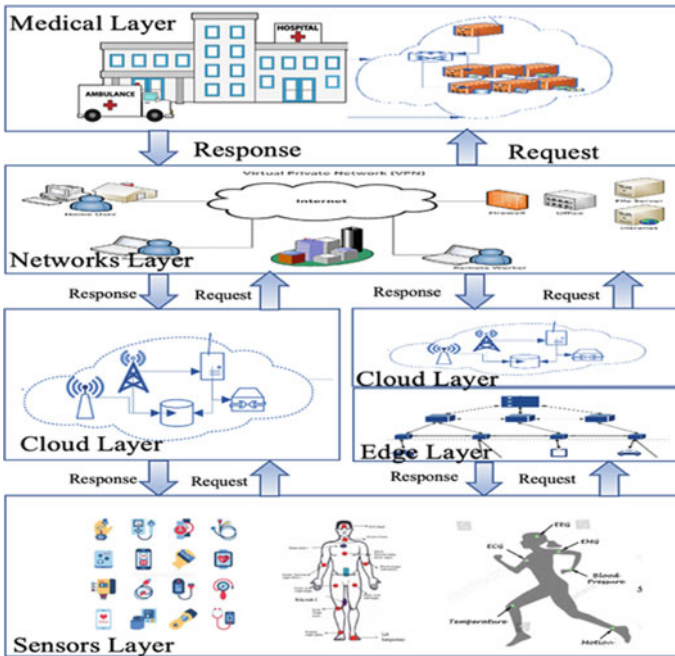 Medical Layer
HOSPITAL
AMBULANCE
Response
Request
Virtual Private Network (VPN)
Internet
Home User
Firewall
Office
File Server
Intranet
Remote Worker
Networks Layer
Response
Request
Response
Request
Cloud Layer
Cloud Layer
Edge Layer
Response
Request
Response
Request
EEG
ECG
EMG
Blood
Pressure
Temperature
Motion
Sensors Layer